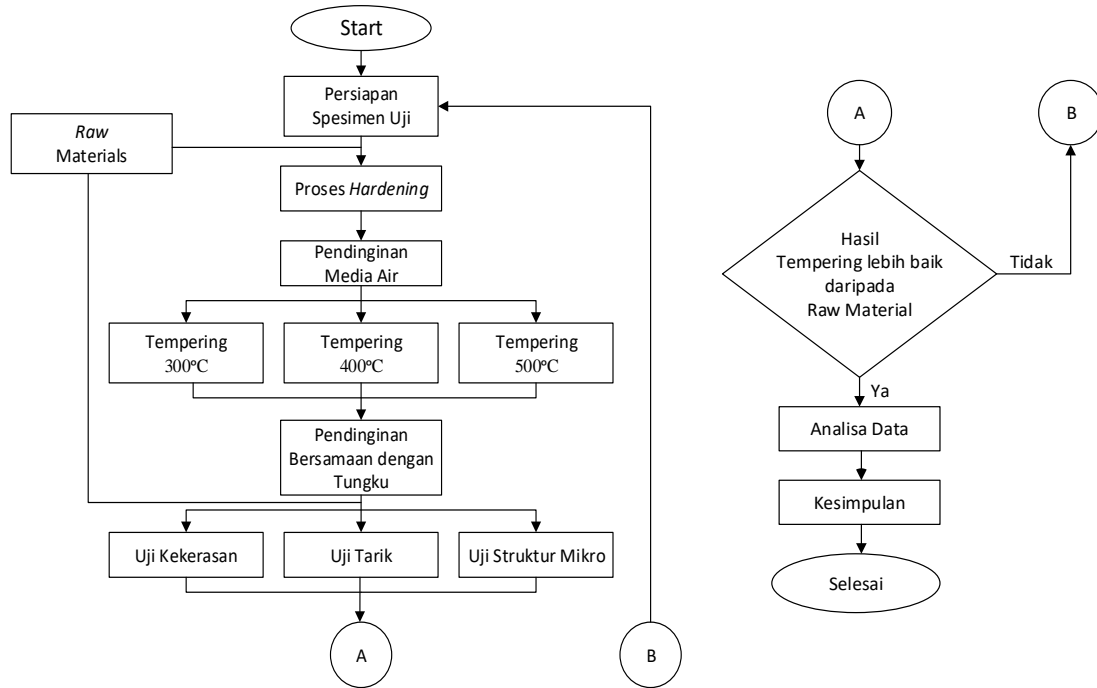 Start
Persiapan
Spesimen Uji
Raw
Materials
Proses Hardening
Pendinginan
Media Air
Tempering
300°C
Tempering
400°C
Tempering
500°C
Pendinginan
Bersamaan dengan
Tungku
Uji Kekerasan
Uji Tarik
Uji Struktur Mikro
A
B
A
B
Hasil
Tempering lebih baik
daripada
Raw Material
Tidak
Ya
Analisa Data
Kesimpulan
Selesai